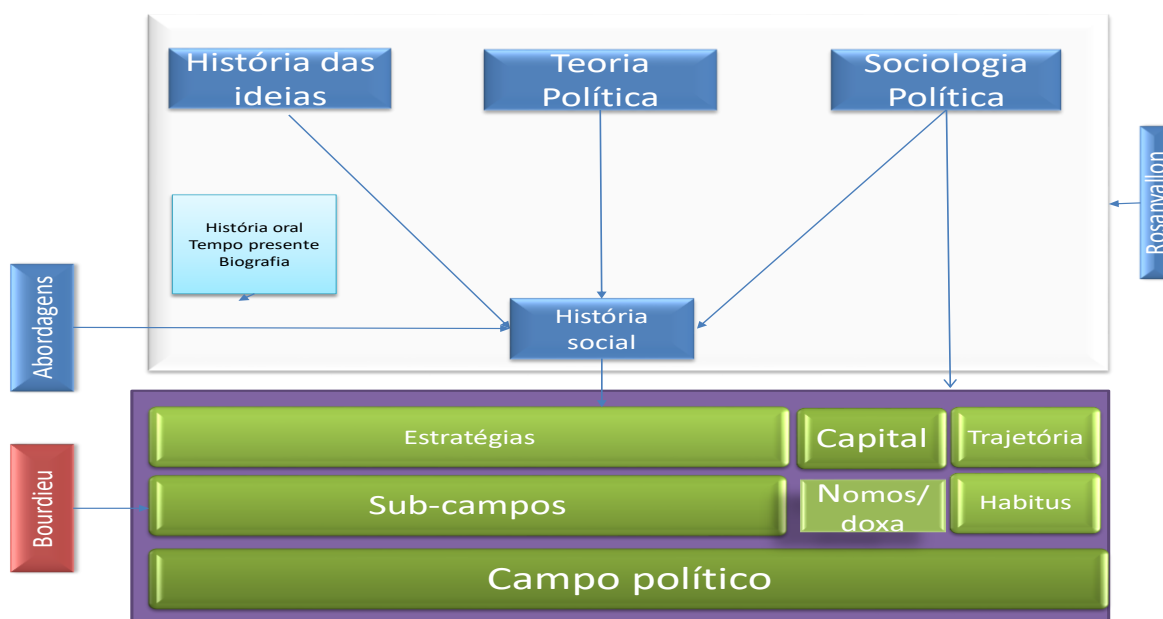 História das
ideias
Teoria
Política
Sociologia
Política
Rosanvallon
História oral
Tempo presente
Biografia
Abordagens
História
social
Estratégias
Capital
Trajetória
Bourdieu
Sub-campos
Nomos/
doxa
Habitus
Campo político